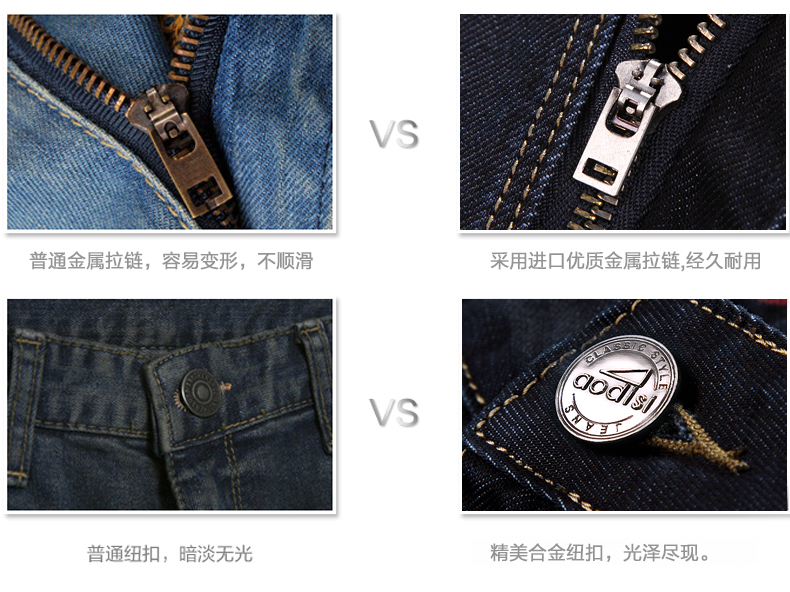 VS
普通金属拉链，容易变形，不顺滑
采用进口优质金属拉链,经久耐用
CLASSIC STYLE
JEANS
VS
普通纽扣，暗淡无光
精美合金纽扣，光泽尽现。